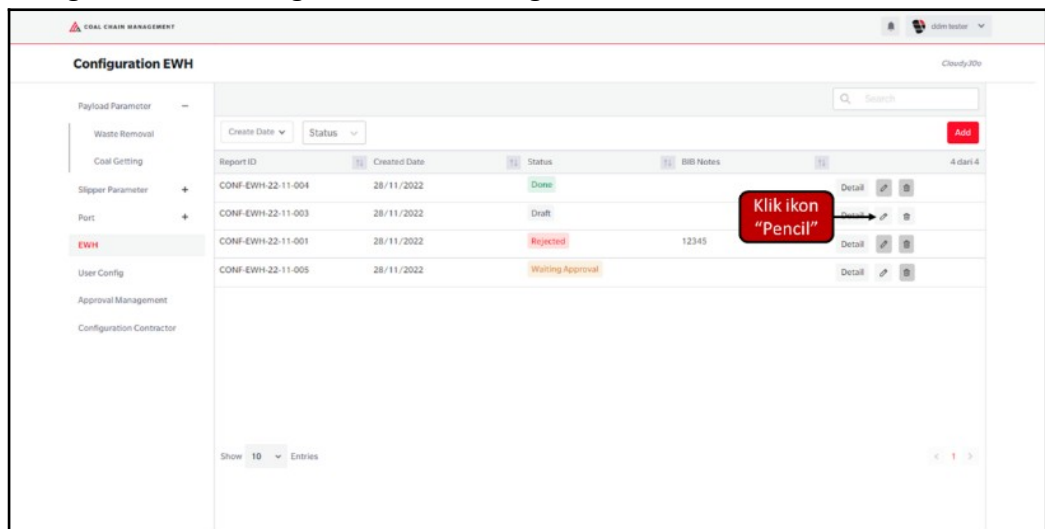 COAL CHAIN MANAGEMENT
ddm tester
Configuration EWH
Cloudy,30°
Payload Parameter
Search
Waste Removal
Create Date
Status
Add
Coal Getting
Report ID
Created Date
Status
BIB Notes
4 dari 4
Slipper Parameter
CONF-EWH-22-11-004
28/11/2022
Done
Detail
Port
CONF-EWH-22-11-003
28/11/2022
Draft
Klik ikon
"Pencil"
EWH
CONF-EWH-22-11-001
28/11/2022
Rejected
12345
Detail
User Config
CONF-EWH-22-11-005
28/11/2022
Waiting Approval
Detail
Approval Management
Configuration Contractor
Show 10 Entries
< 1 >